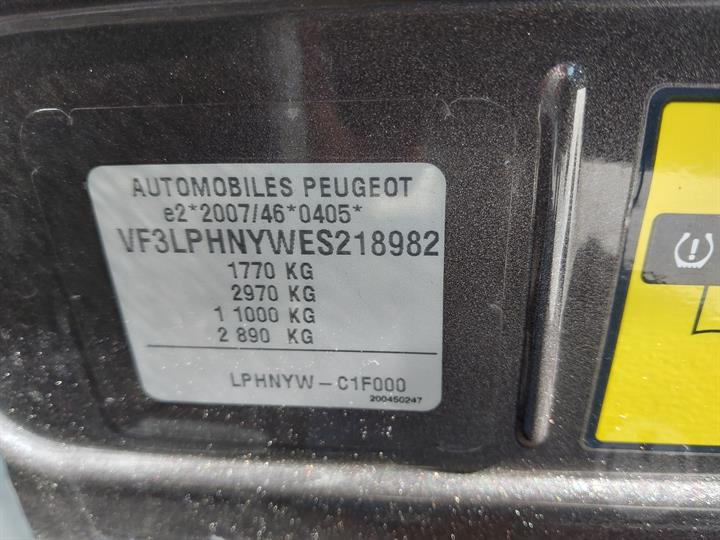 AUTOMOBILES PEUGEOT
e2*2007/46*0405*
VF3LPHNYWES218982
1770 KG
2970 KG
1 1000 KG
2 890 KG
LPHNYW-C1F000
200450247